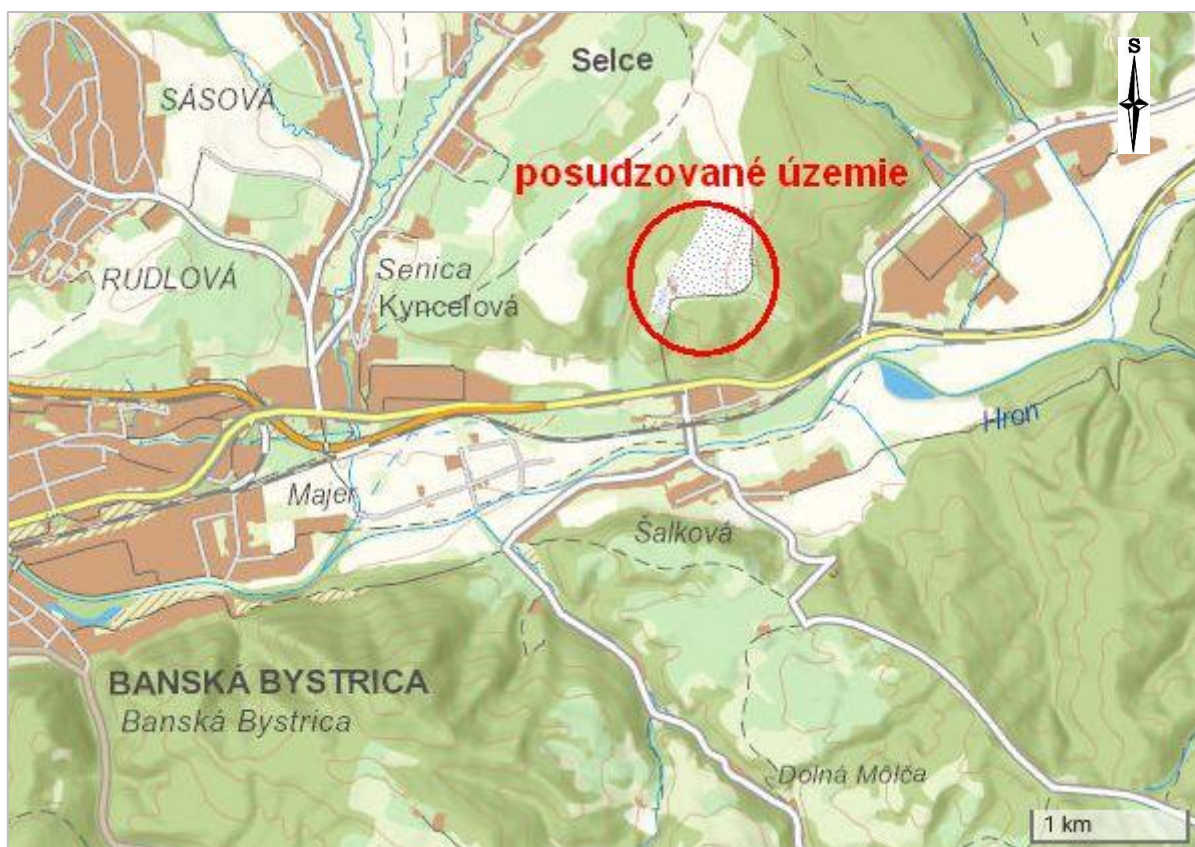 S
Selce
SÁSOVÁ
posudzované územie
RUDLOVÁ
Senica
Kynceľová
Hron
Majer
Šalková
BANSKÁ BYSTRICA
Banská Bystrica
Dolná Môlča
1 km